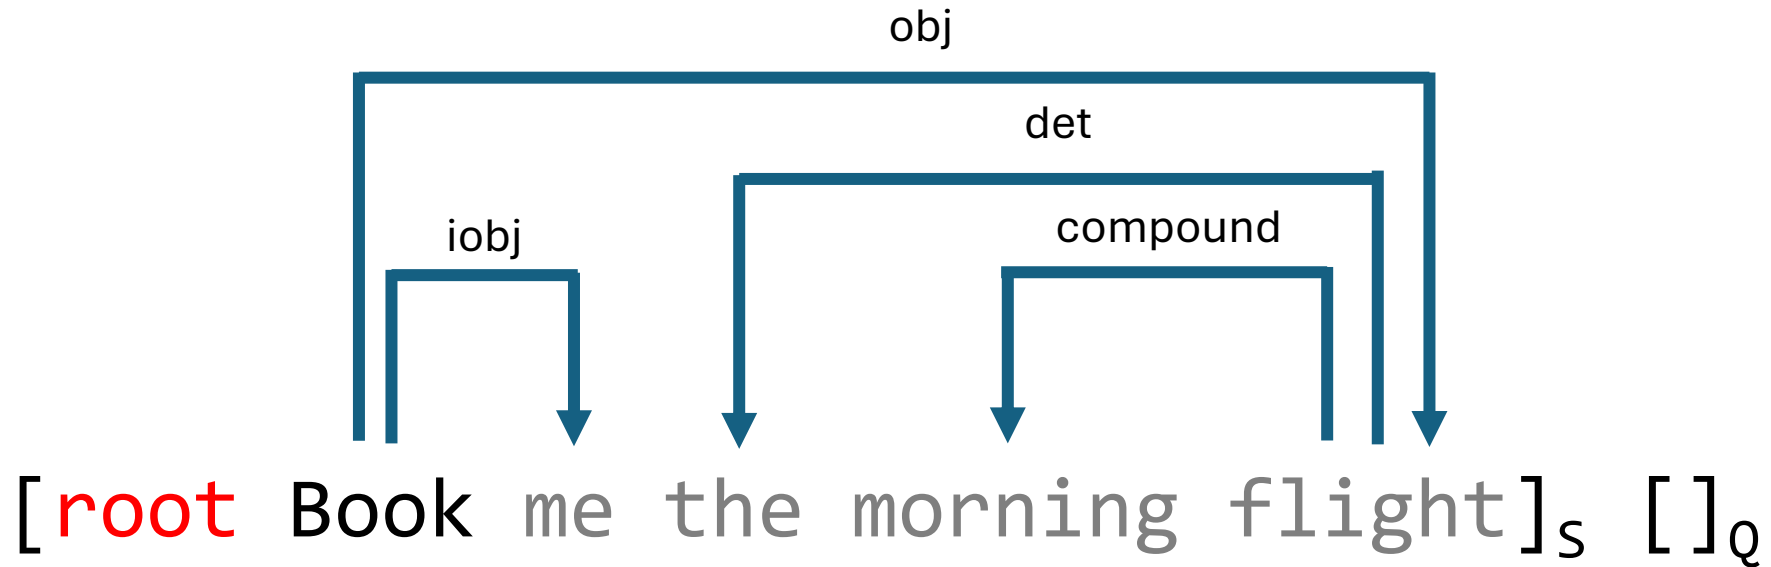 obj
det
iobj
compound
[root Book me the morning flight]S []Q